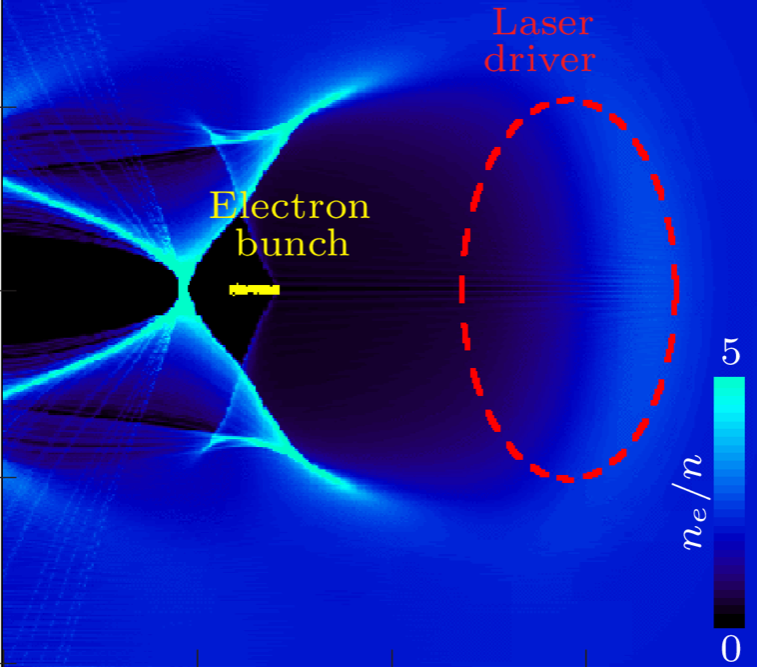 Laser
driver
Electron
bunch
5
n_e/n
0